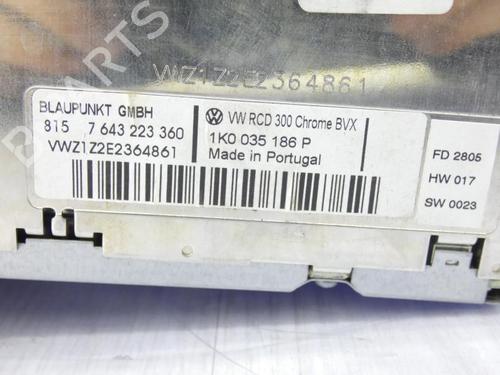 VWZ1Z2E2364861
BLAUPUNKT GMBH
815 7 643 223 360
VWZ1Z2E2364861
VW RCD 300 Chrome BVX
1K0 035 186 P
Made in Portugal
FD 2805
HW 017
SW 0023